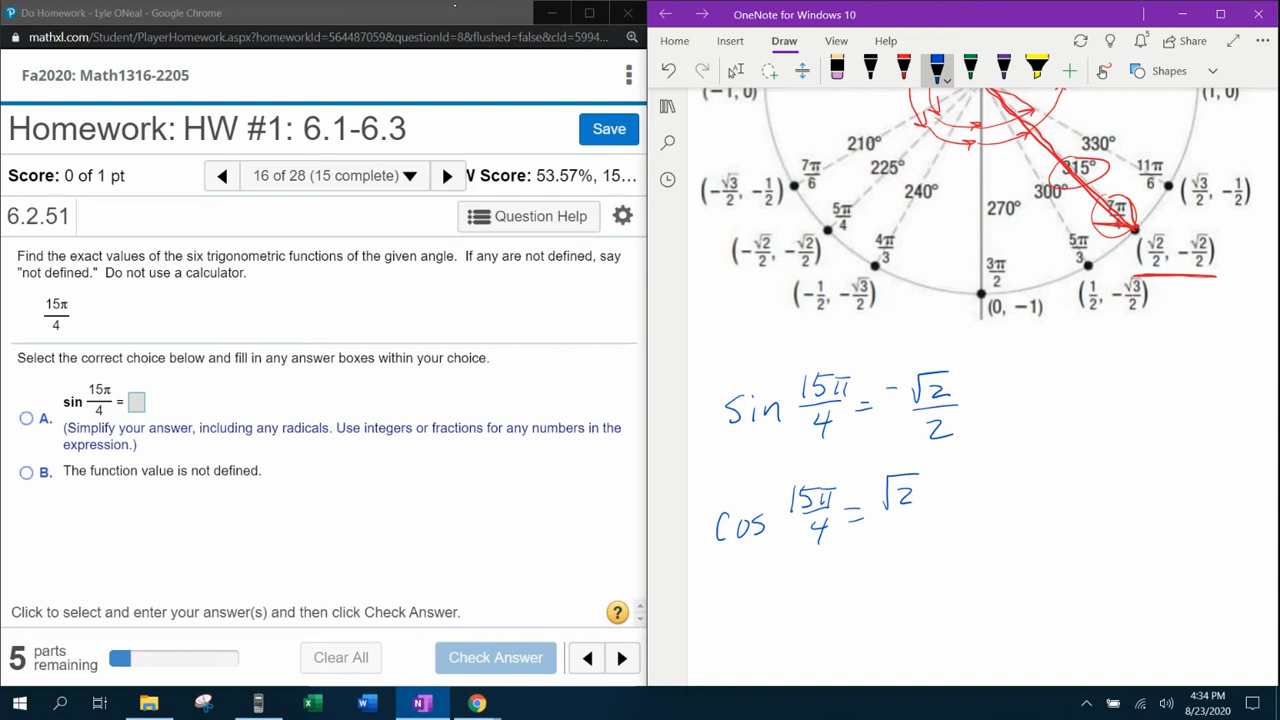 Do Homework - Lyle ONeal - Google Chrome
mathxl.com/Student/PlayerHomework.aspx?homeworkId=564487059&questionId=8&flushed=false&cId=5994...
Fa2020: Math1316-2205
Homework: HW #1: 6.1-6.3
Save
Score: 0 of 1 pt
16 of 28 (15 complete)
W Score: 53.57%, 15...
6.2.51
Question Help
Find the exact values of the six trigonometric functions of the given angle. If any are not defined, say
"not defined." Do not use a calculator.
15π
4
Select the correct choice below and fill in any answer boxes within your choice.
A. sin 15π/4 =
(Simplify your answer, including any radicals. Use integers or fractions for any numbers in the
expression.)
B. The function value is not defined.
Click to select and enter your answer(s) and then click Check Answer.
?
5 parts
remaining
Clear All
Check Answer
OneNote for Windows 10
Home Insert Draw View Help
Share
Shapes
(−1, 0)
(1, 0)
210°
330°
7π/6
225°
315°
11π/6
(−√3/2, −1/2)
240°
300°
(√3/2, −1/2)
5π/4
270°
7π
(−√2/2, −√2/2)
4π/3
5π/3
(√2/2, −√2/2)
3π/2
(−1/2, −√3/2)
(0, −1)
(1/2, −√3/2)
sin 15π/4 = −√2/2
cos 15π/4 = √2
4:34 PM
8/23/2020